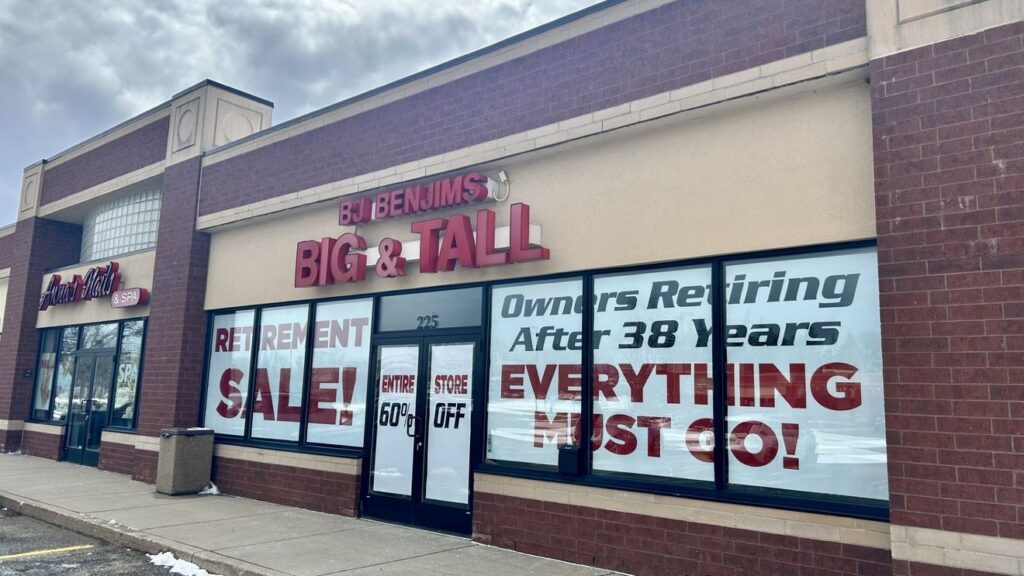 BJ BENJIMS
BIG & TALL
Nails
& SPA
225
RETIREMENT
SALE!
ENTIRE STORE
60% OFF
Owners Retiring
After 38 Years
EVERYTHING
MUST GO!